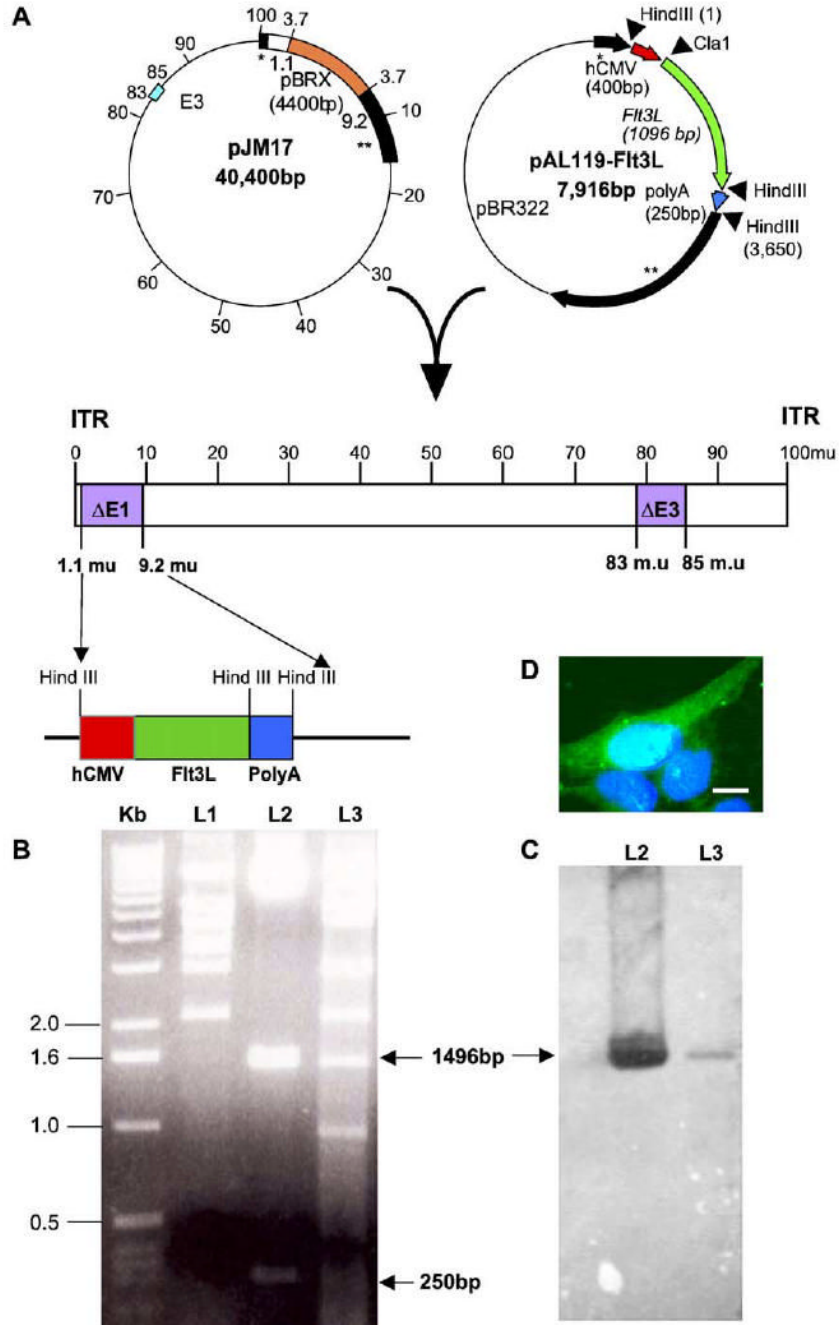 A
100
3.7
90
85
83
80
E3
*
1.1
pBRX
(4400bp)
3.7
9.2
10
**
pJM17
40,400bp
20
70
30
60
50
40
HindIII (1)
Cla1
*
hCMV
(400bp)
Flt3L
(1096 bp)
pAL119-Flt3L
7,916bp
pBR322
polyA
(250bp)
HindIII
HindIII
(3,650)
**
ITR
ITR
0 10 20 30 40 50 60 70 80 90 100mu
ΔE1
ΔE3
1.1 mu
9.2 mu
83 m.u
85 m.u
Hind III
Hind III
Hind III
hCMV
Flt3L
PolyA
D
B
Kb L1 L2 L3
2.0
1.6
1.0
0.5
1496bp
250bp
C
L2 L3